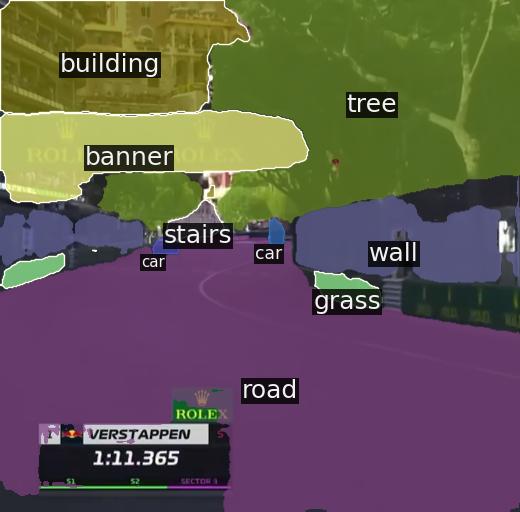 building
tree
ROLEX
ROLEX
banner
stairs
car
car
wall
grass
road
ROLEX
1 VERSTAPPEN
1:11.365
S1 S2 SECTOR 3